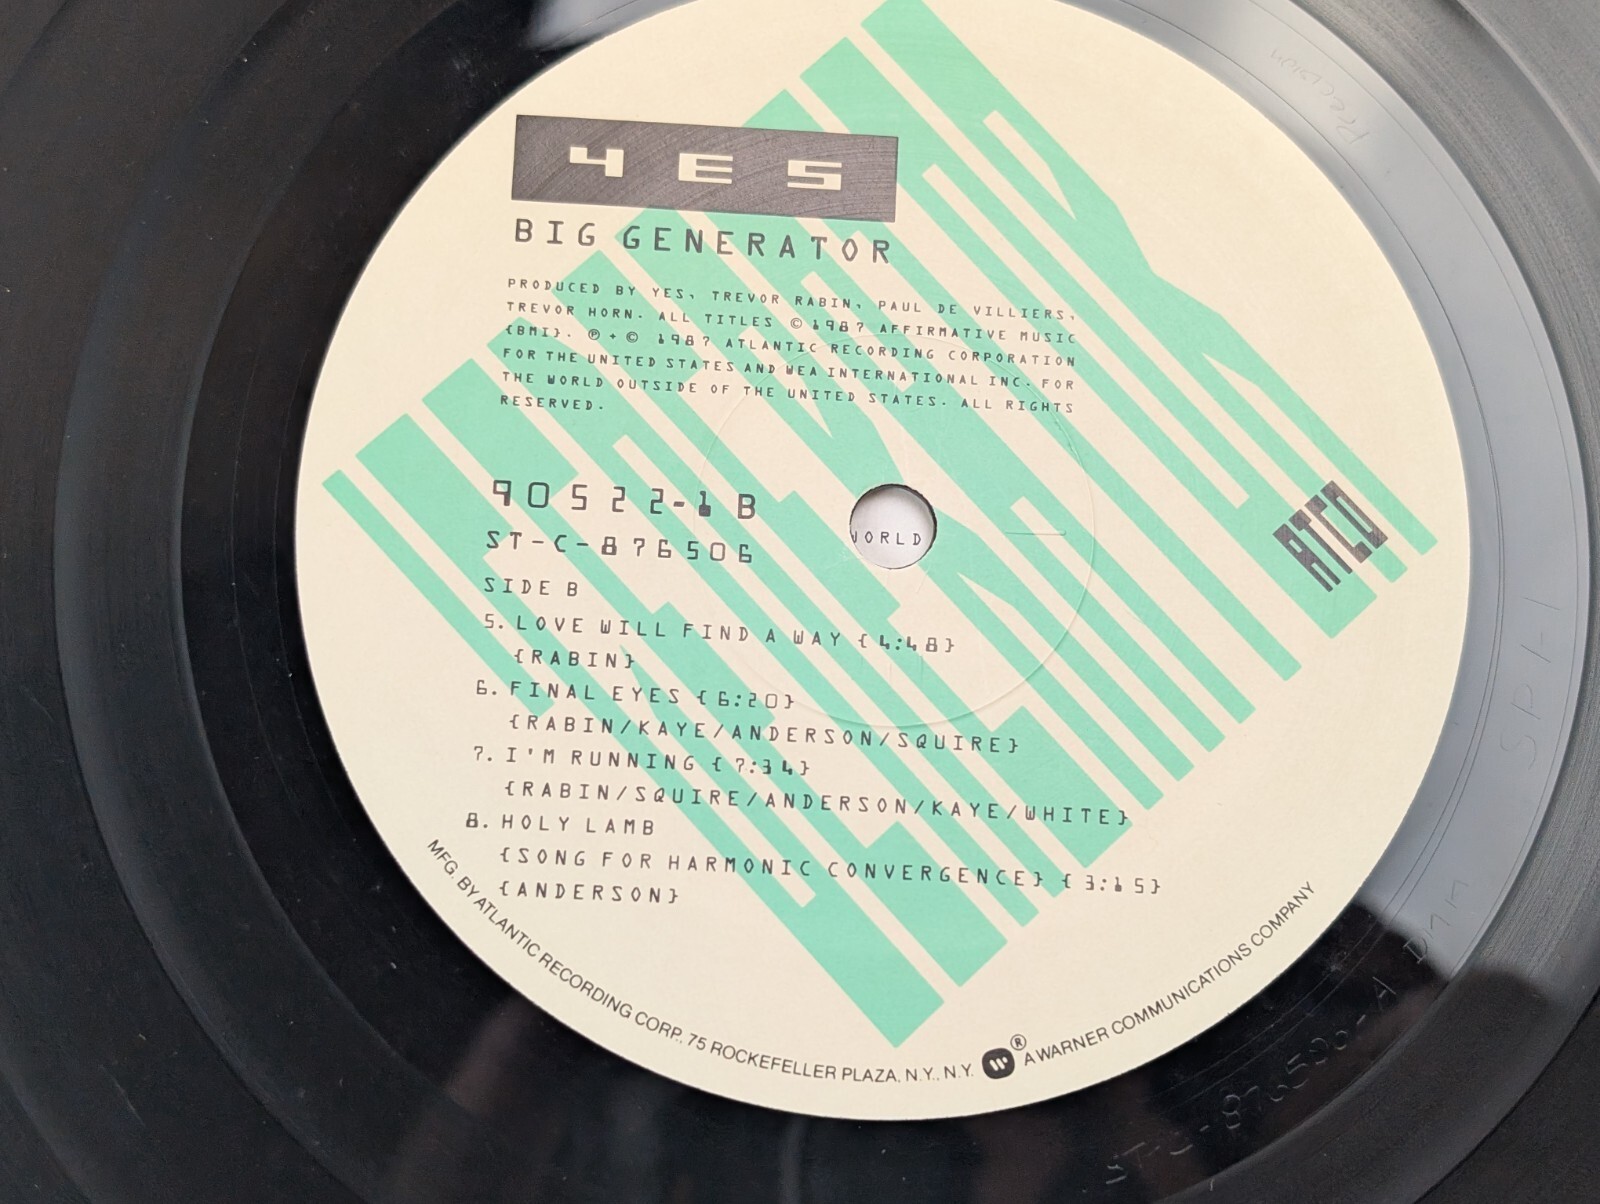 YES
BIG GENERATOR
PRODUCED BY YES, TREVOR RABIN, PAUL DE VILLIERS,
TREVOR HORN. ALL TITLES © 1987 AFFIRMATIVE MUSIC
{BMI}. ℗ + © 1987 ATLANTIC RECORDING CORPORATION
FOR THE UNITED STATES AND WEA INTERNATIONAL INC. FOR
THE WORLD OUTSIDE OF THE UNITED STATES. ALL RIGHTS
RESERVED.
90522-1 B
ST-C-876506
SIDE B
5. LOVE WILL FIND A WAY {4:48}
{RABIN}
6. FINAL EYES {6:20}
{RABIN/KAYE/ANDERSON/SQUIRE}
7. I'M RUNNING {7:34}
{RABIN/SQUIRE/ANDERSON/KAYE/WHITE}
8. HOLY LAMB
{SONG FOR HARMONIC CONVERGENCE} {3:15}
{ANDERSON}
ATCO
WORLD
MFG. BY ATLANTIC RECORDING CORP., 75 ROCKEFELLER PLAZA, N.Y., N.Y. ® A WARNER COMMUNICATIONS COMPANY
Precision
SP1-1
DMM